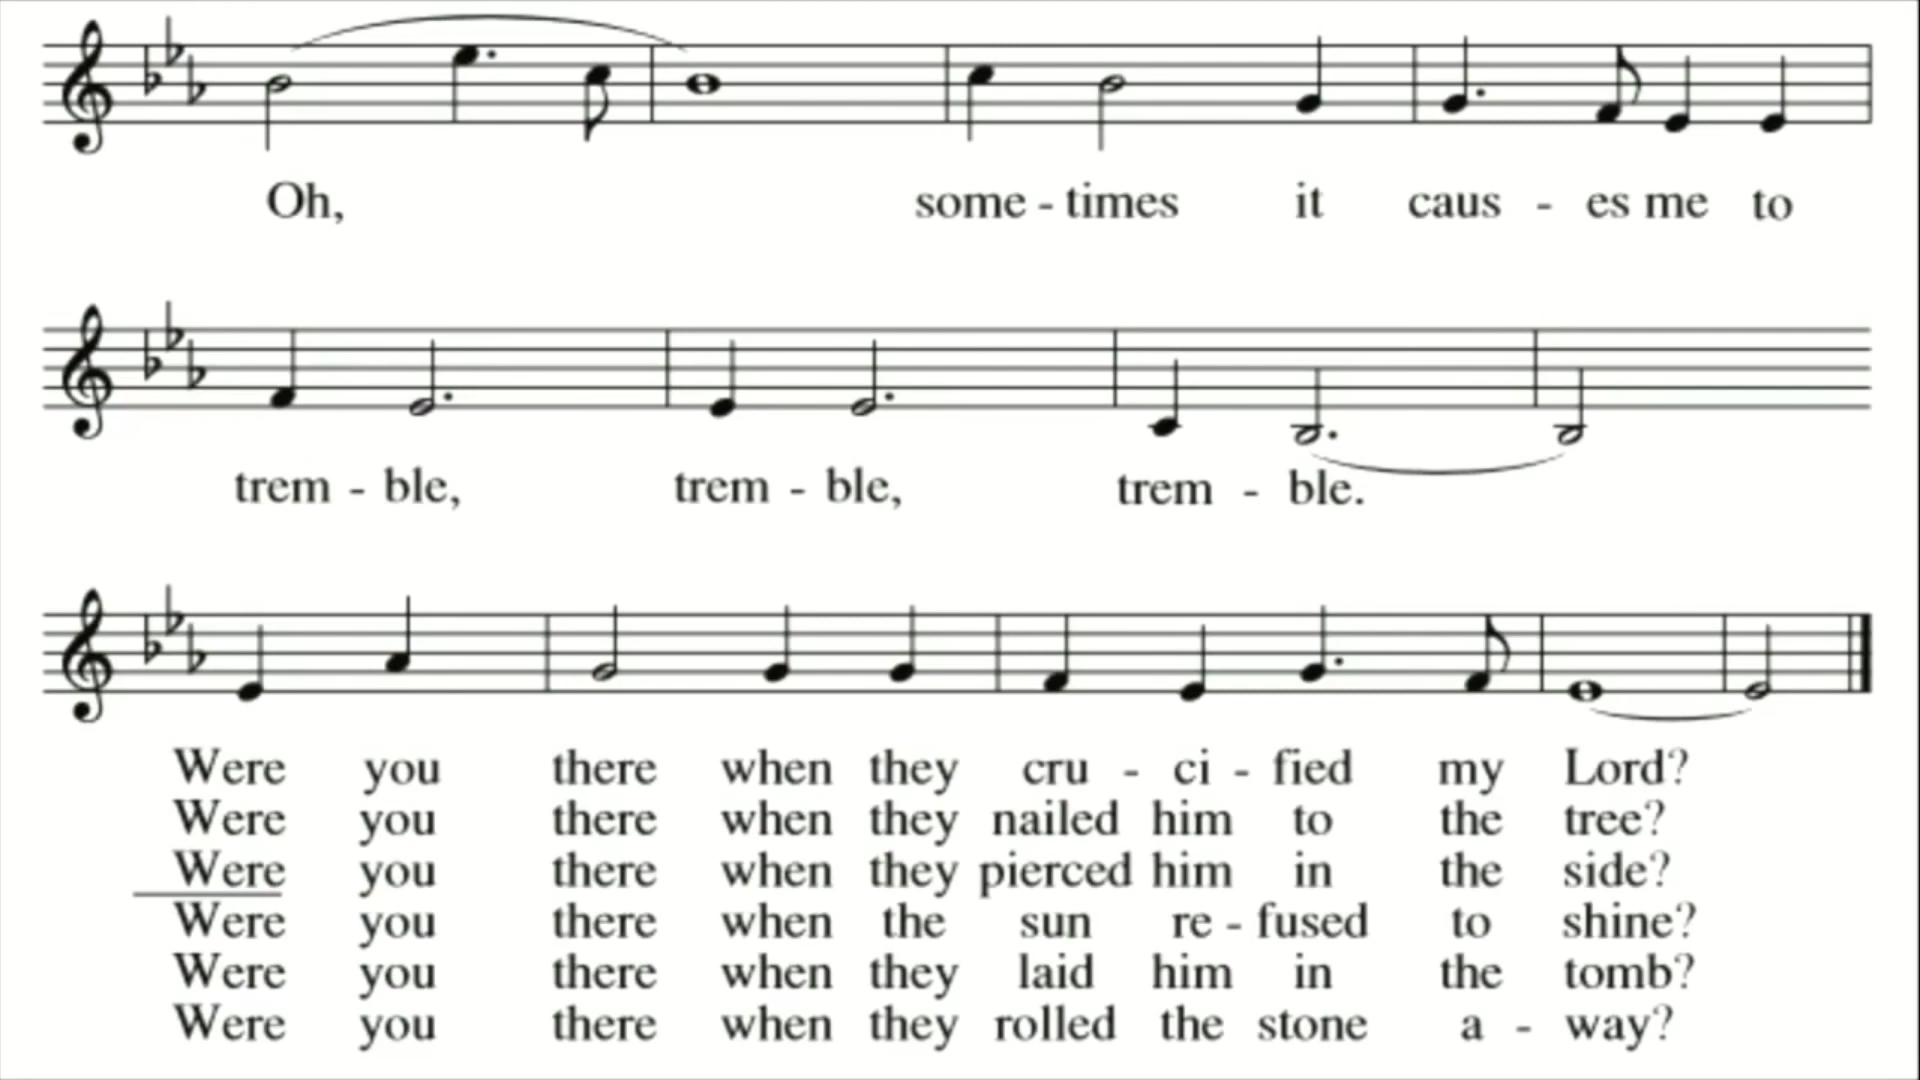 Oh, some - times it caus - es me to
trem - ble, trem - ble, trem - ble.
Were you there when they cru - ci - fied my Lord?
Were you there when they nailed him to the tree?
Were you there when they pierced him in the side?
Were you there when the sun re - fused to shine?
Were you there when they laid him in the tomb?
Were you there when they rolled the stone a - way?